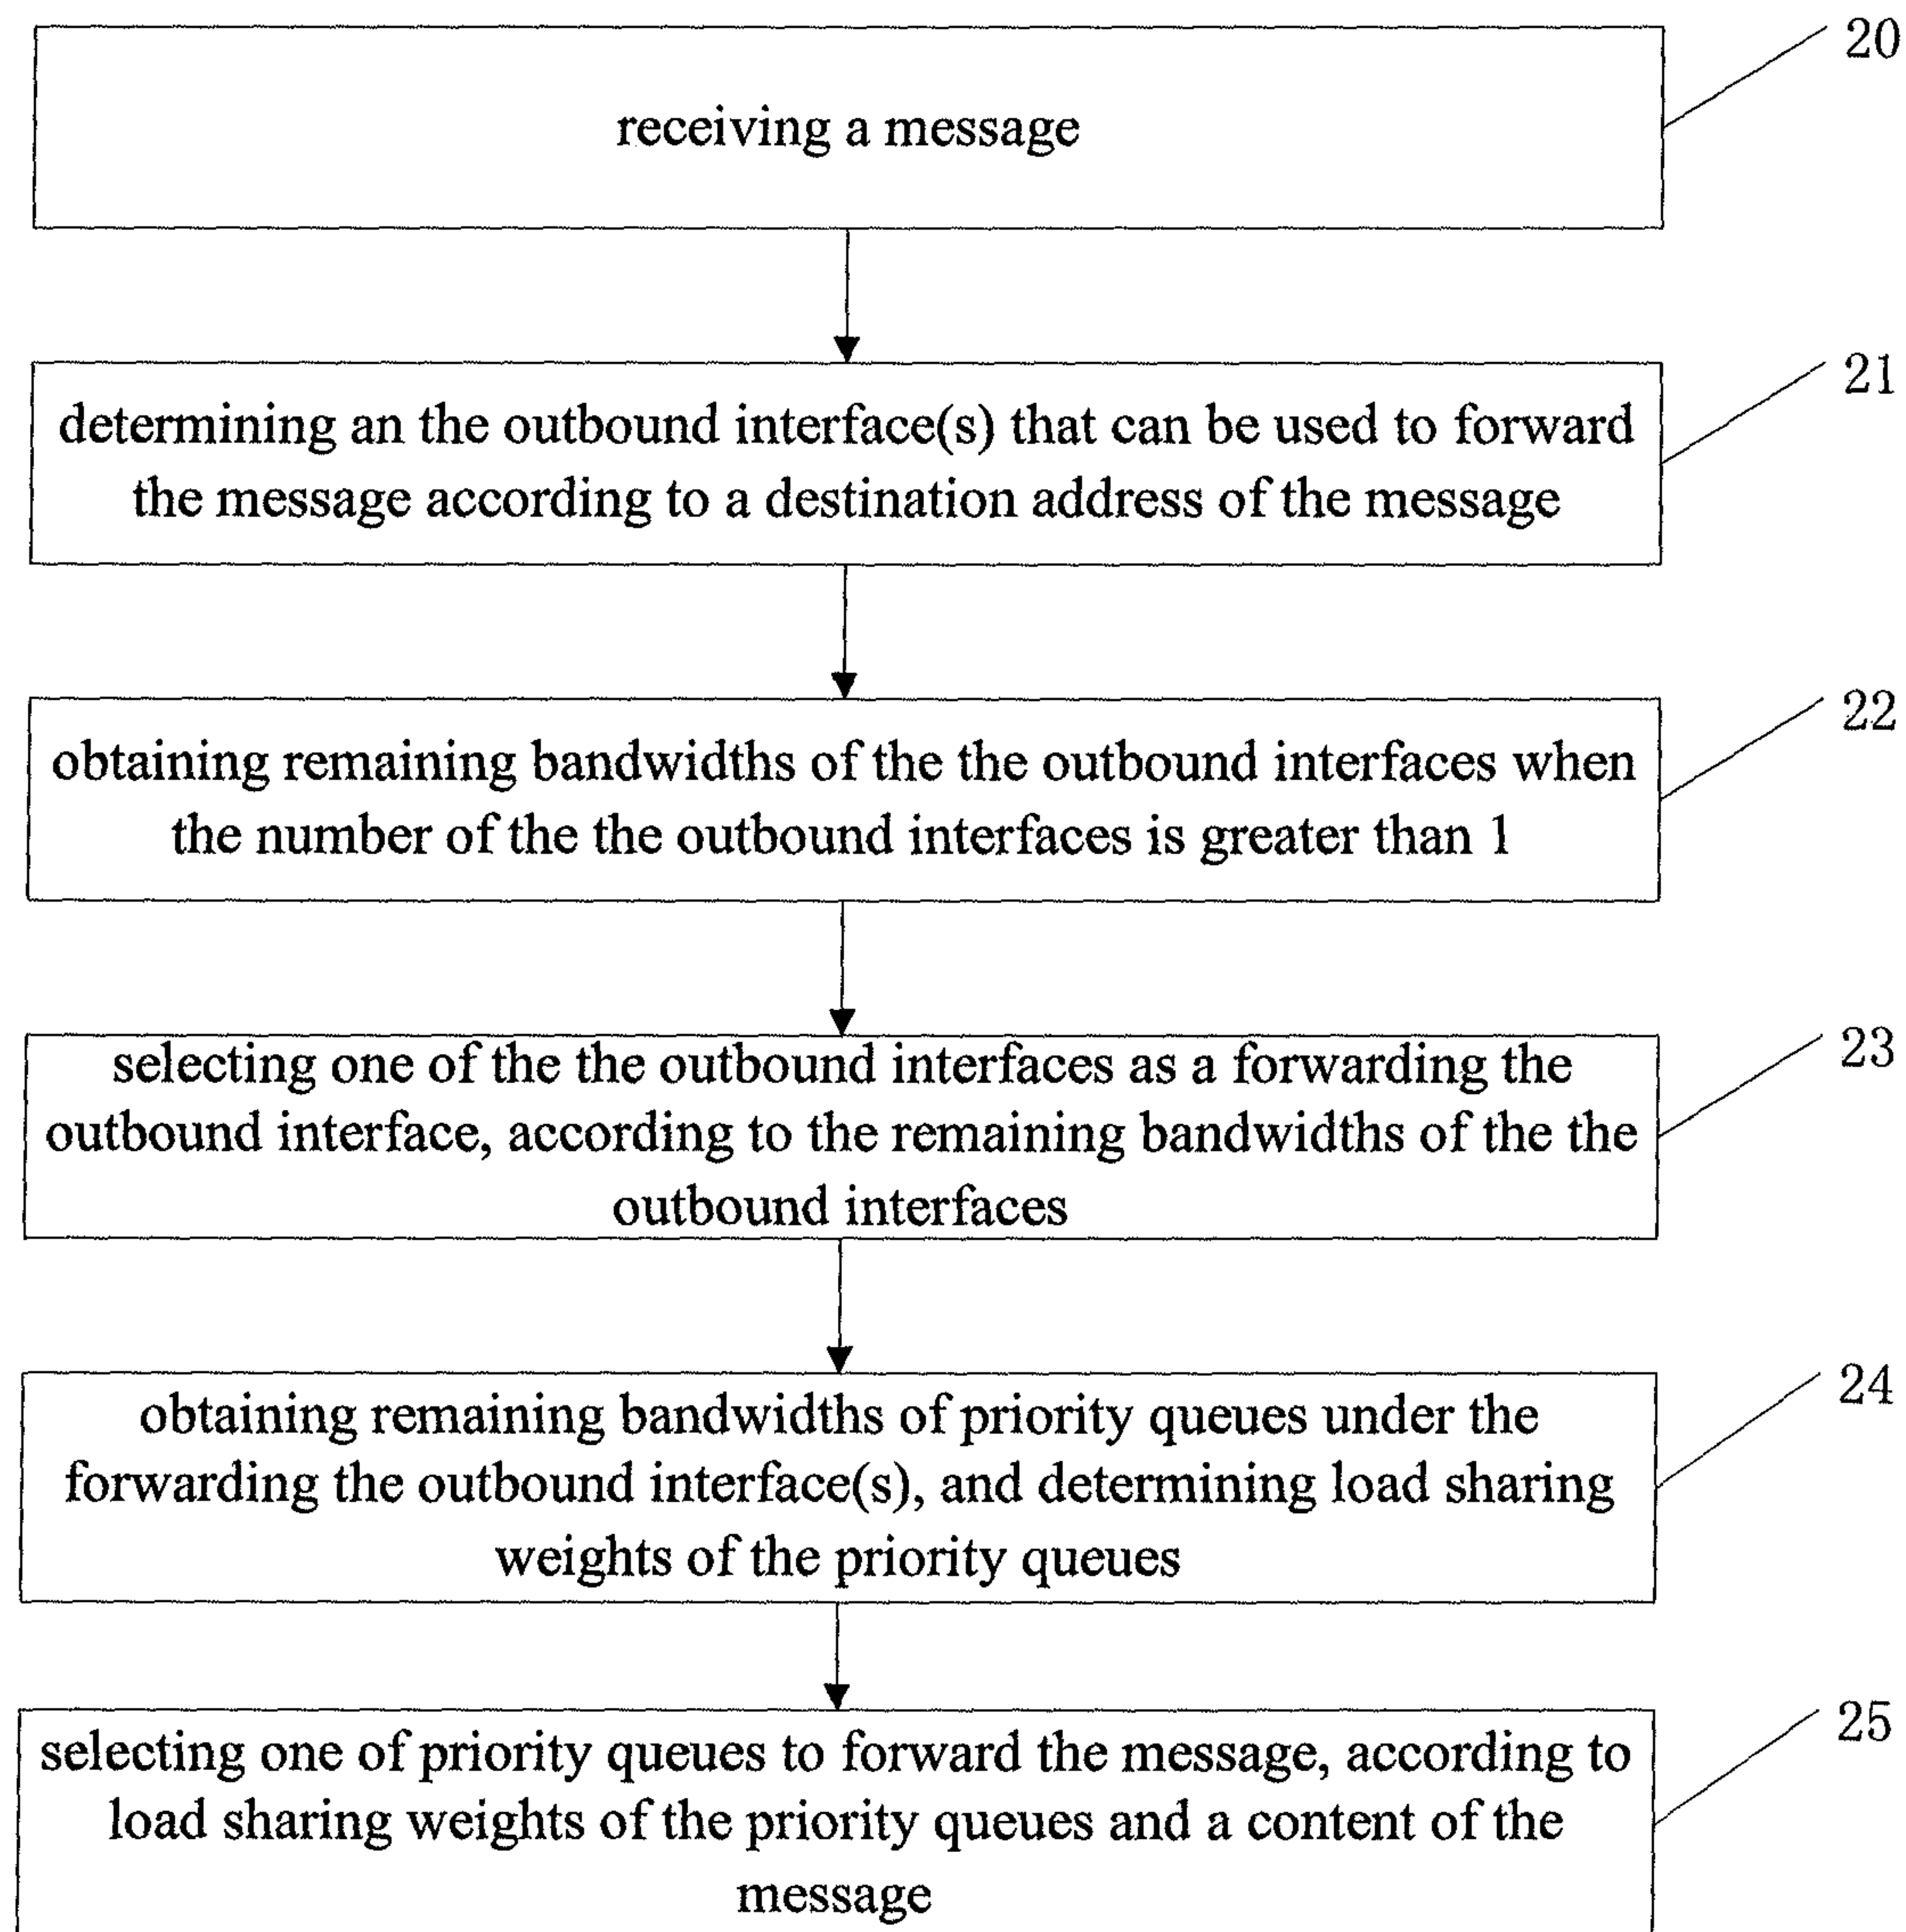 20
receiving a message
21
determining an the outbound interface(s) that can be used to forward
the message according to a destination address of the message
22
obtaining remaining bandwidths of the the outbound interfaces when
the number of the the outbound interfaces is greater than 1
23
selecting one of the the outbound interfaces as a forwarding the
outbound interface, according to the remaining bandwidths of the the
outbound interfaces
24
obtaining remaining bandwidths of priority queues under the
forwarding the outbound interface(s), and determining load sharing
weights of the priority queues
25
selecting one of priority queues to forward the message, according to
load sharing weights of the priority queues and a content of the
message